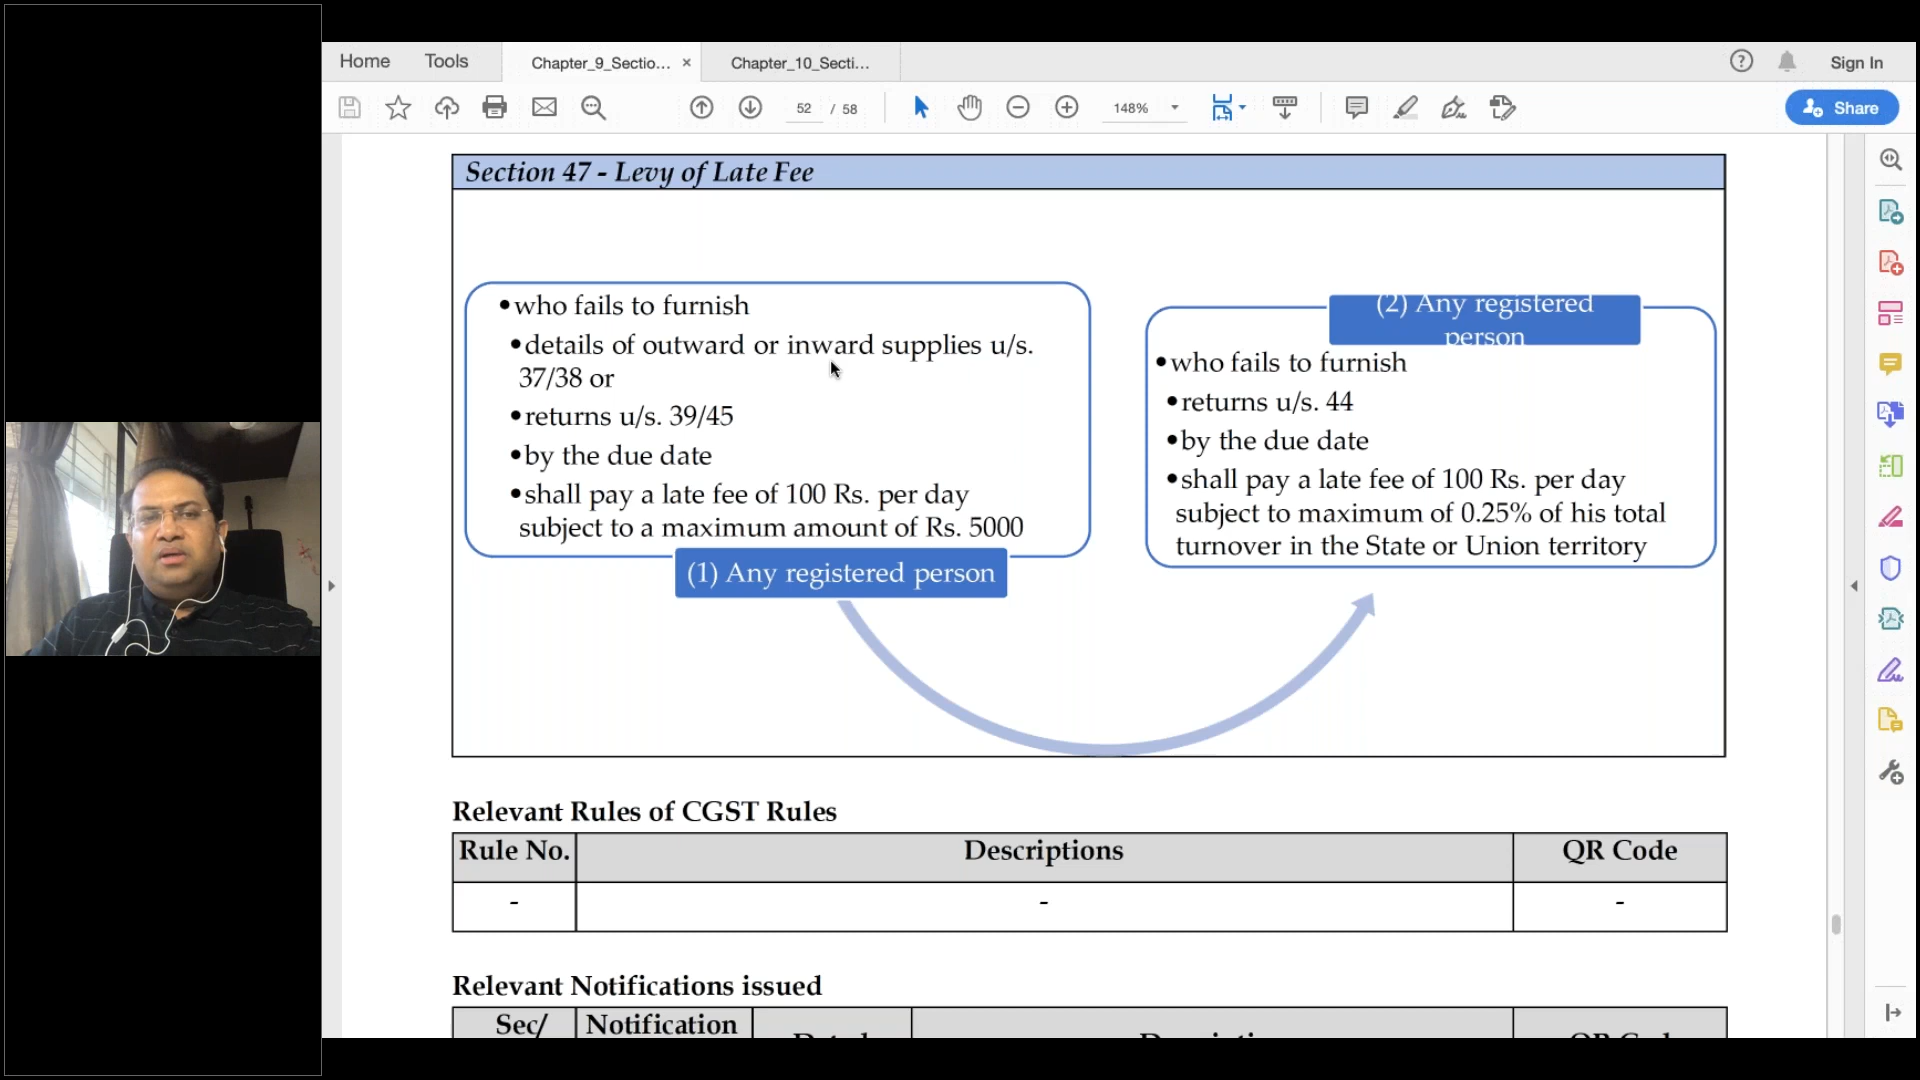 Home Tools Chapter_9_Sectio... × Chapter_10_Secti... Sign In
52 / 58 148% Share
Section 47 - Levy of Late Fee
•who fails to furnish
•details of outward or inward supplies u/s.
37/38 or
•returns u/s. 39/45
•by the due date
•shall pay a late fee of 100 Rs. per day
subject to a maximum amount of Rs. 5000
(1) Any registered person
(2) Any registered
person
•who fails to furnish
•returns u/s. 44
•by the due date
•shall pay a late fee of 100 Rs. per day
subject to maximum of 0.25% of his total
turnover in the State or Union territory
Relevant Rules of CGST Rules
Rule No. Descriptions QR Code
- - -
Relevant Notifications issued
Sec/ Notification